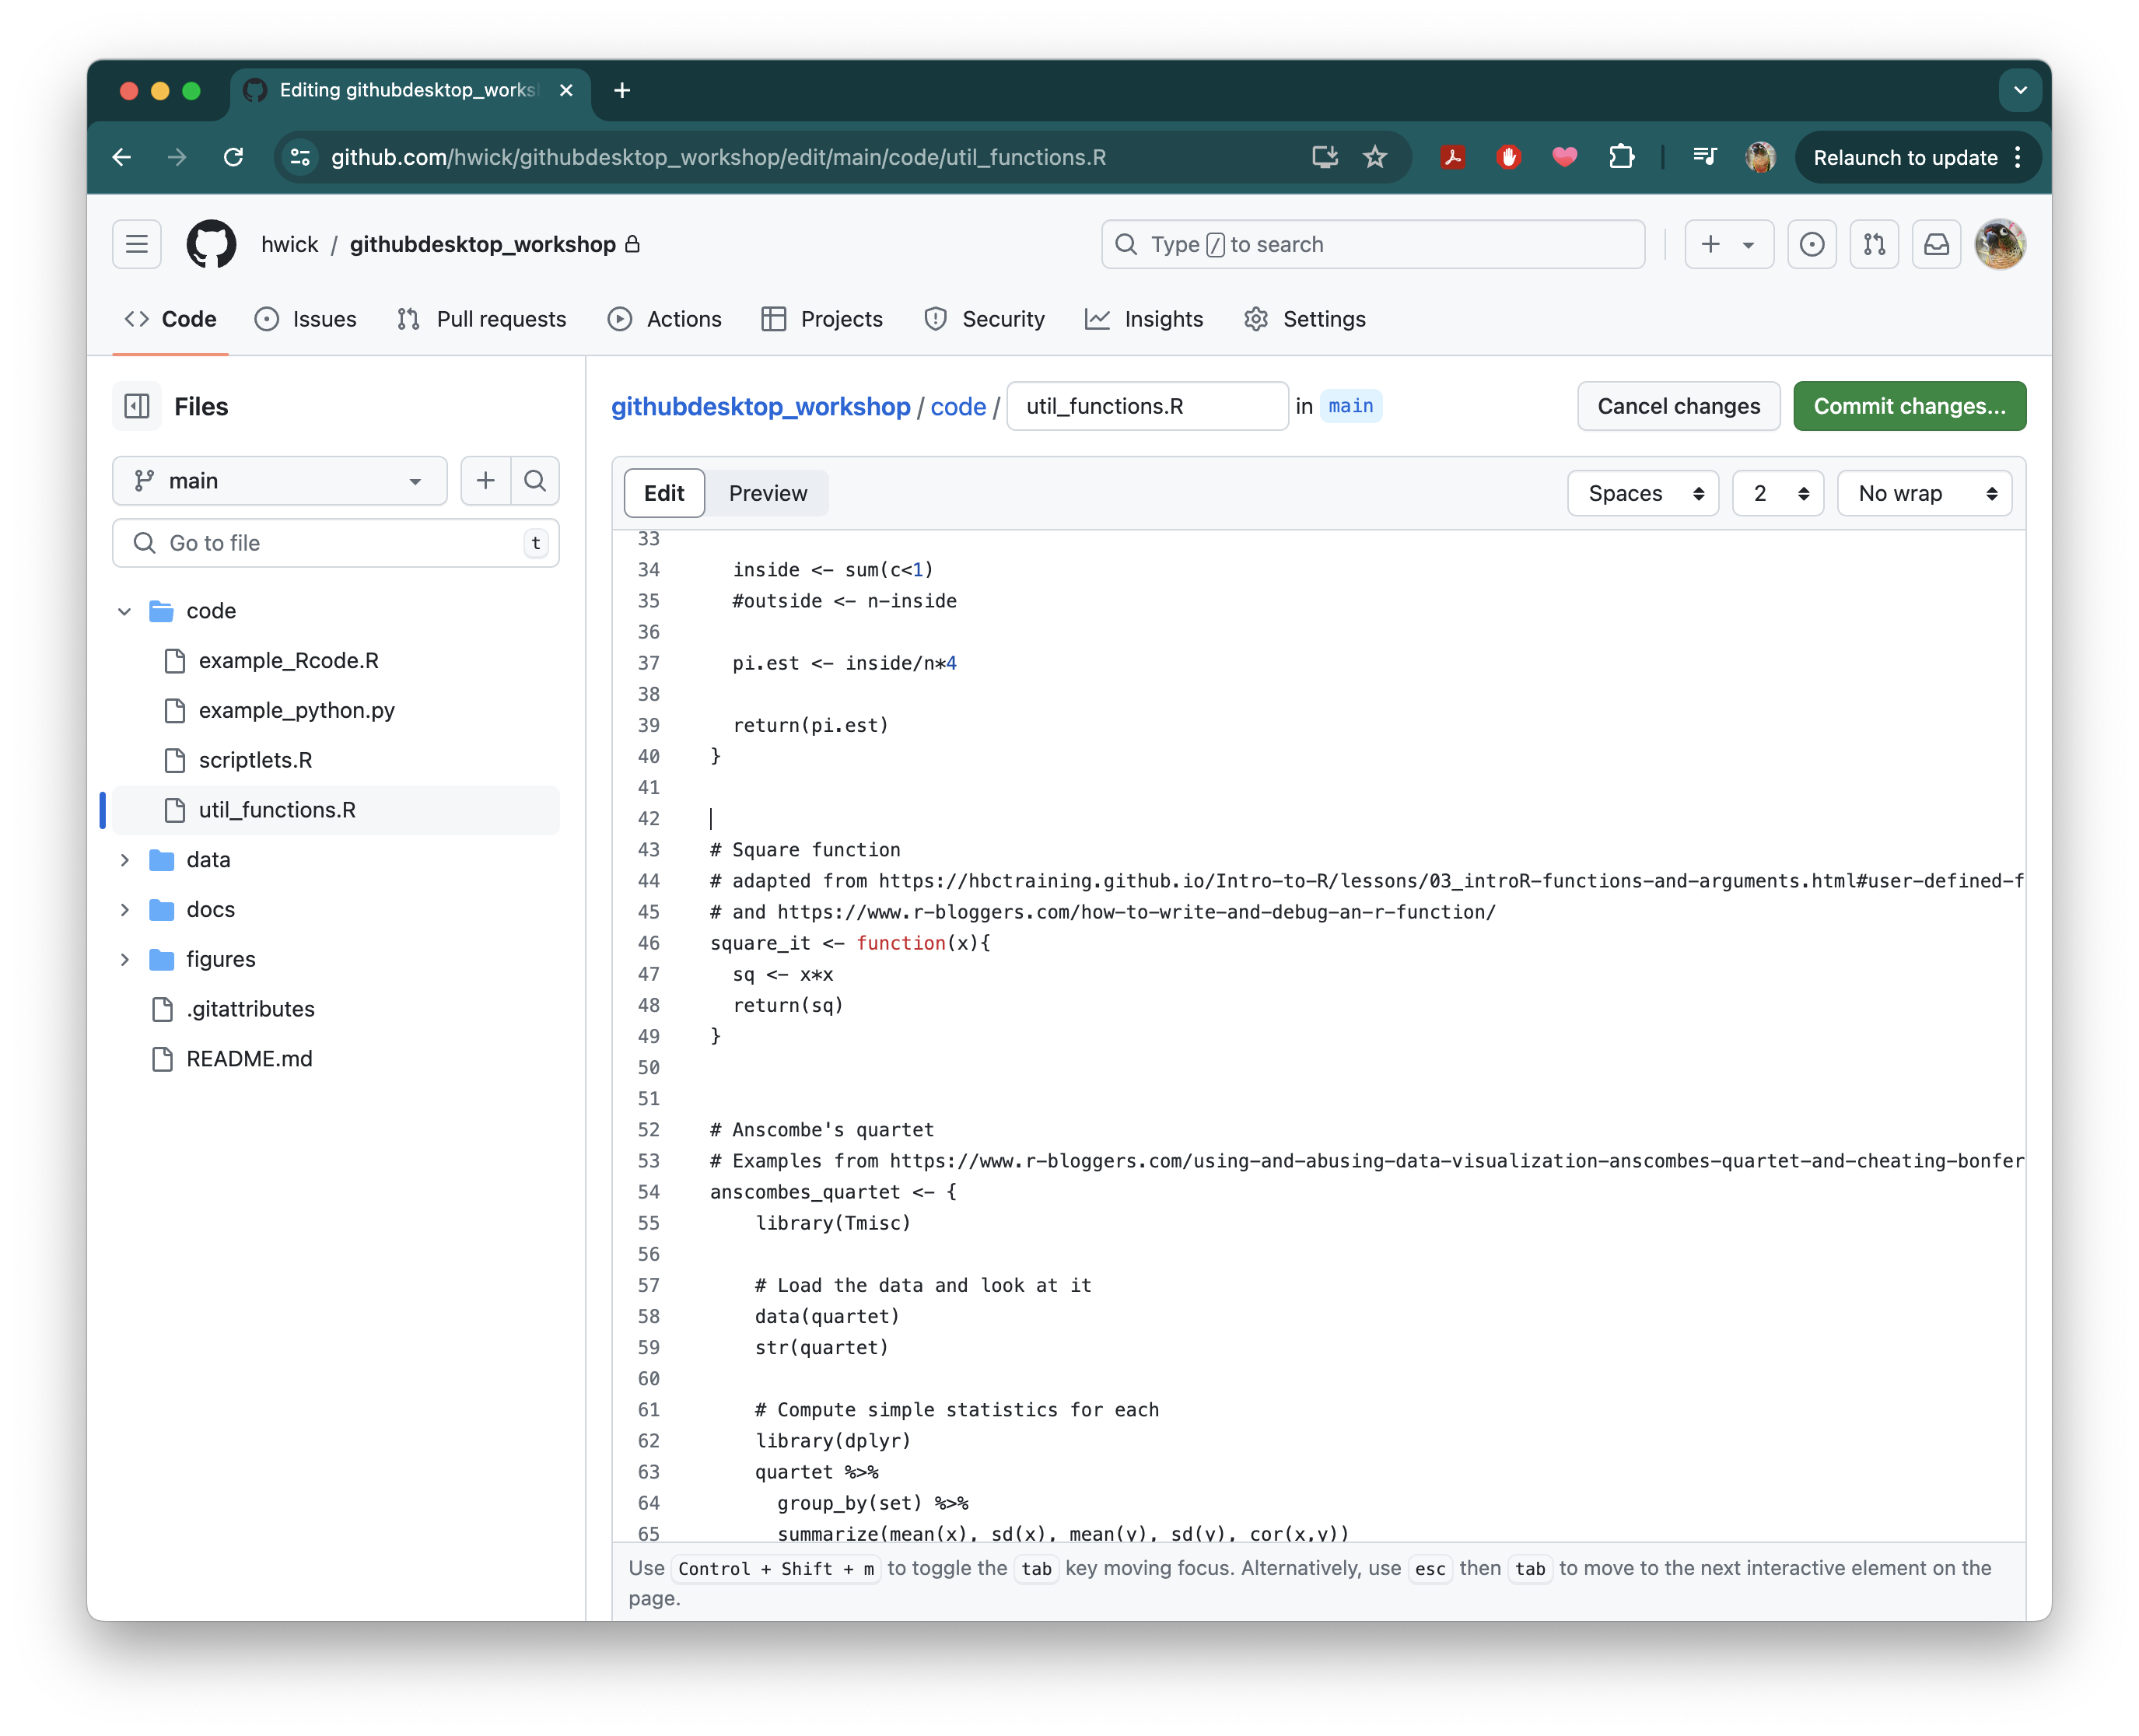 Editing githubdesktop_works
github.com/hwick/githubdesktop_workshop/edit/main/code/util_functions.R
Relaunch to update
hwick / githubdesktop_workshop
Type / to search
Code Issues Pull requests Actions Projects Security Insights Settings
Files
githubdesktop_workshop / code / util_functions.R in main
Cancel changes Commit changes...
main
Go to file t
code
example_Rcode.R
example_python.py
scriptlets.R
util_functions.R
data
docs
figures
.gitattributes
README.md
Edit Preview Spaces 2 No wrap
33
34 inside <- sum(c<1)
35 #outside <- n-inside
36
37 pi.est <- inside/n*4
38
39 return(pi.est)
40 }
41
42
43 # Square function
44 # adapted from https://hbctraining.github.io/Intro-to-R/lessons/03_introR-functions-and-arguments.html#user-defined-f
45 # and https://www.r-bloggers.com/how-to-write-and-debug-an-r-function/
46 square_it <- function(x){
47 sq <- x*x
48 return(sq)
49 }
50
51
52 # Anscombe's quartet
53 # Examples from https://www.r-bloggers.com/using-and-abusing-data-visualization-anscombes-quartet-and-cheating-bonfer
54 anscombes_quartet <- {
55 library(Tmisc)
56
57 # Load the data and look at it
58 data(quartet)
59 str(quartet)
60
61 # Compute simple statistics for each
62 library(dplyr)
63 quartet %>%
64 group_by(set) %>%
65 summarize(mean(x), sd(x), mean(y), sd(y), cor(x,y))
Use Control + Shift + m to toggle the tab key moving focus. Alternatively, use esc then tab to move to the next interactive element on the
page.